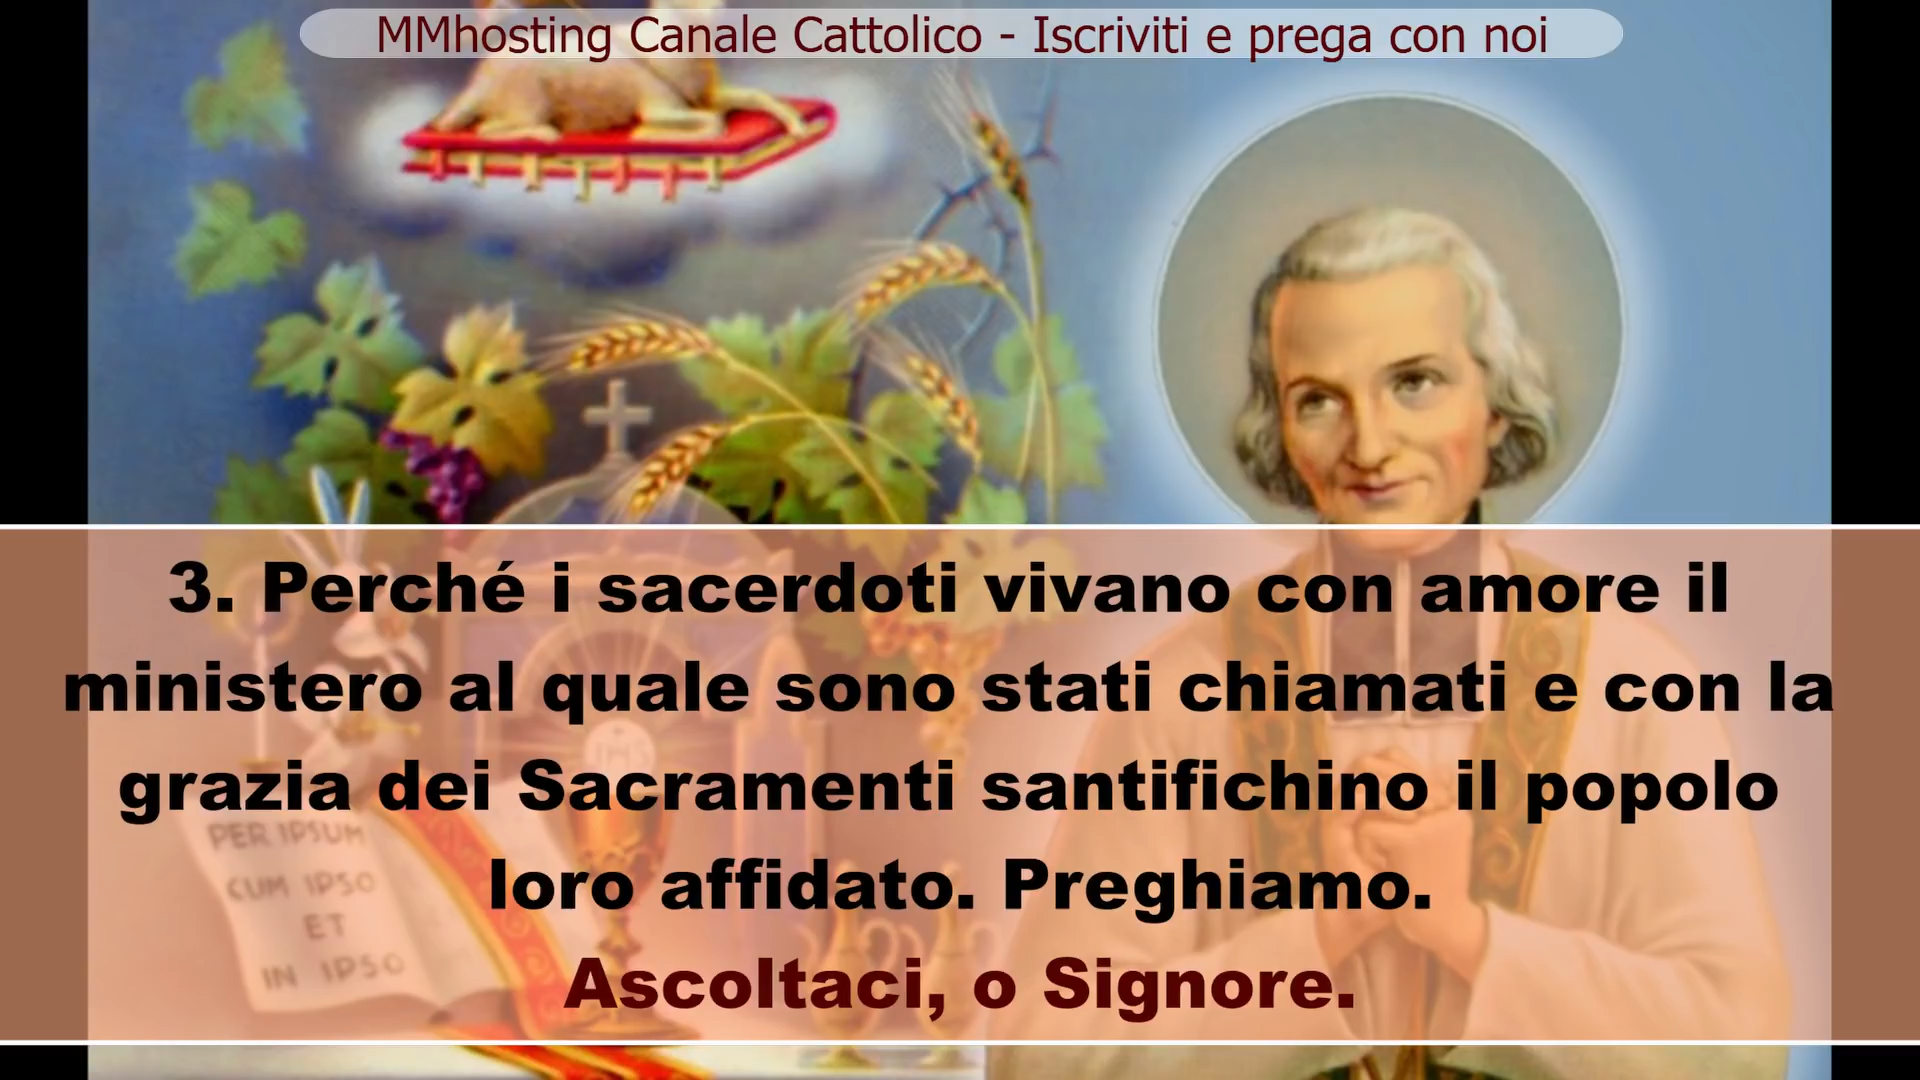 MMhosting Canale Cattolico - Iscriviti e prega con noi
3. Perché i sacerdoti vivano con amore il
ministero al quale sono stati chiamati e con la
grazia dei Sacramenti santifichino il popolo
loro affidato. Preghiamo.
Ascoltaci, o Signore.
IHS
PER IPSUM
CUM IPSO
ET
IN IPSO